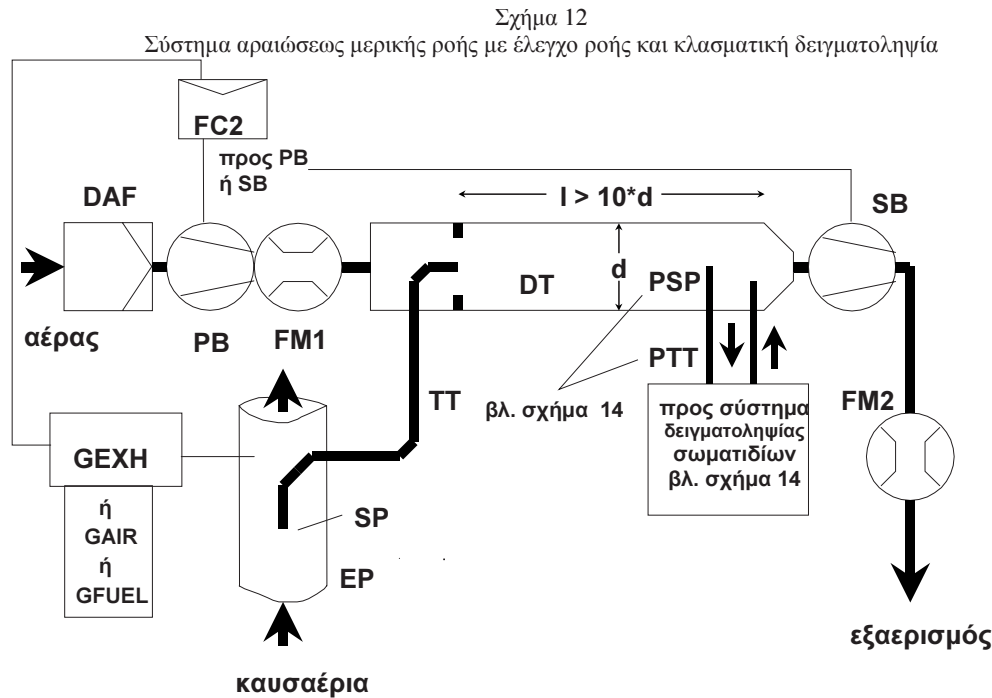 Σχήμα 12
Σύστημα αραιώσεως μερικής ροής με έλεγχο ροής και κλασματική δειγματοληψία
FC2
προς PB
ή SB
DAF
l > 10*d
SB
d
DT
PSP
αέρας
PB
FM1
PTT
TT
βλ. σχήμα 14
FM2
προς σύστημα
δειγματοληψίας
σωματιδίων
βλ. σχήμα 14
GEXH
ή
GAIR
ή
GFUEL
SP
EP
εξαερισμός
καυσαέρια